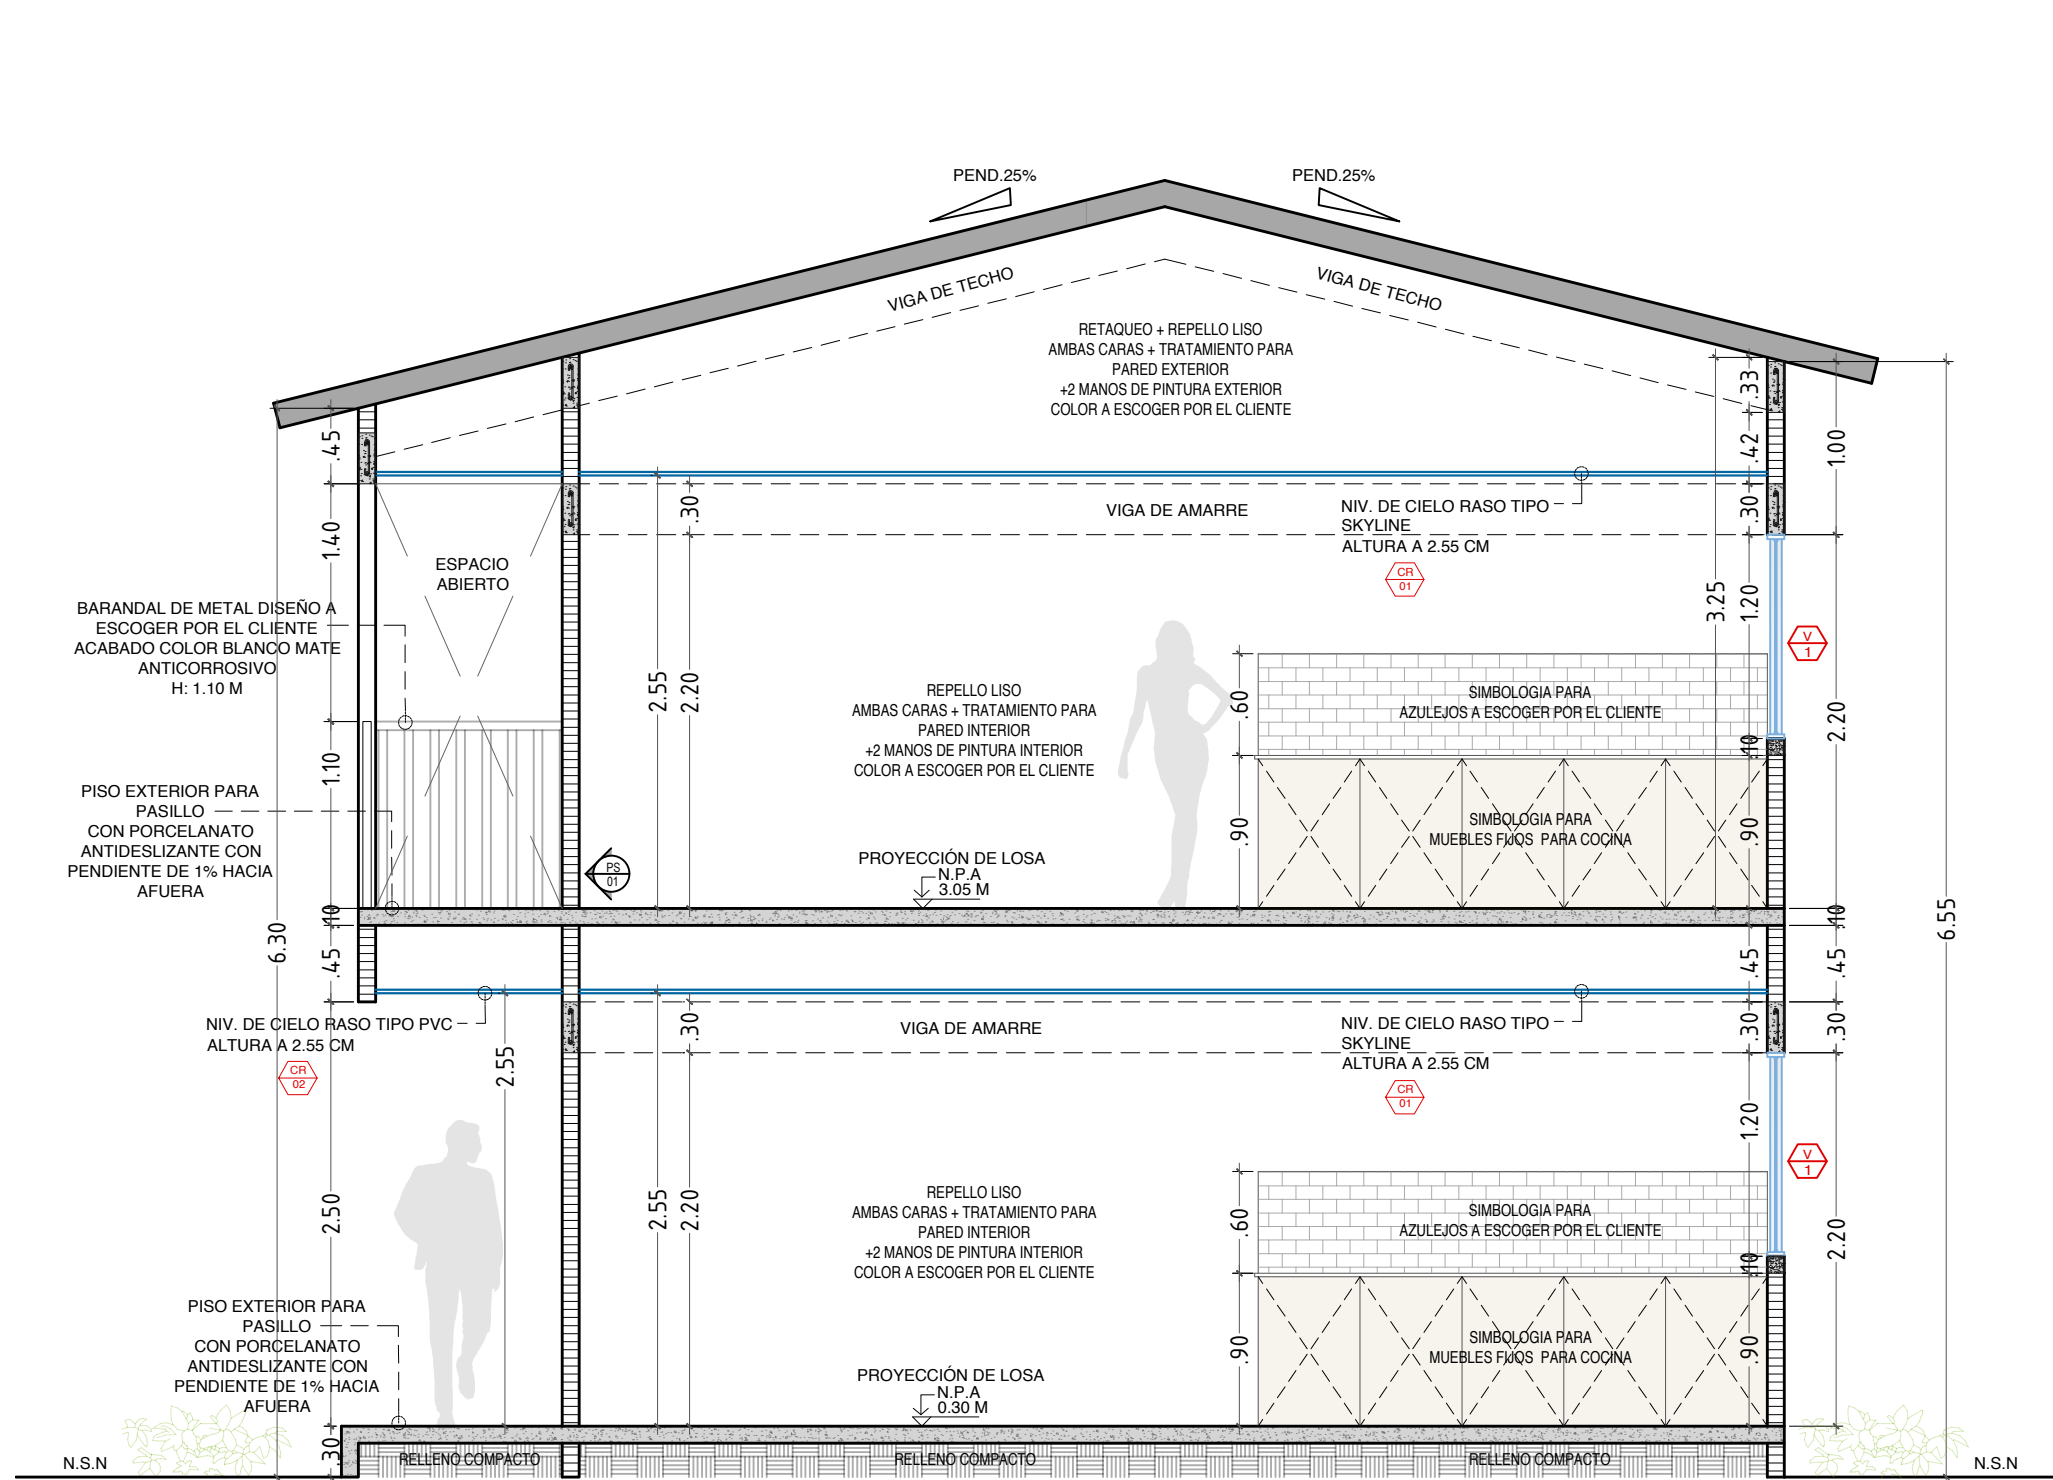 PEND.25%
PEND.25%
VIGA DE TECHO
VIGA DE TECHO
RETAQUEO + REPELLO LISO
AMBAS CARAS + TRATAMIENTO PARA
PARED EXTERIOR
+2 MANOS DE PINTURA EXTERIOR
COLOR A ESCOGER POR EL CLIENTE
.33
.42
.30
1.00
.45
1.40
.30
VIGA DE AMARRE
NIV. DE CIELO RASO TIPO
SKYLINE
ALTURA A 2.55 CM
CR
01
ESPACIO
ABIERTO
BARANDAL DE METAL DISEÑO A
ESCOGER POR EL CLIENTE
ACABADO COLOR BLANCO MATE
ANTICORROSIVO
H: 1.10 M
3.25
1.20
V
1
2.55
2.20
REPELLO LISO
AMBAS CARAS + TRATAMIENTO PARA
PARED INTERIOR
+2 MANOS DE PINTURA INTERIOR
COLOR A ESCOGER POR EL CLIENTE
.60
SIMBOLOGIA PARA
AZULEJOS A ESCOGER POR EL CLIENTE
2.20
.10
1.10
PISO EXTERIOR PARA
PASILLO
CON PORCELANATO
ANTIDESLIZANTE CON
PENDIENTE DE 1% HACIA
AFUERA
.90
SIMBOLOGIA PARA
MUEBLES FIJOS PARA COCINA
.90
PS
01
PROYECCIÓN DE LOSA
N.P.A
3.05 M
.10
.10
6.30
6.55
.45
.45
.45
NIV. DE CIELO RASO TIPO PVC
ALTURA A 2.55 CM
CR
02
2.55
.30
VIGA DE AMARRE
NIV. DE CIELO RASO TIPO
SKYLINE
ALTURA A 2.55 CM
CR
01
.30
.30
1.20
V
1
2.50
2.55
2.20
REPELLO LISO
AMBAS CARAS + TRATAMIENTO PARA
PARED INTERIOR
+2 MANOS DE PINTURA INTERIOR
COLOR A ESCOGER POR EL CLIENTE
.60
SIMBOLOGIA PARA
AZULEJOS A ESCOGER POR EL CLIENTE
2.20
.10
PISO EXTERIOR PARA
PASILLO
CON PORCELANATO
ANTIDESLIZANTE CON
PENDIENTE DE 1% HACIA
AFUERA
.90
SIMBOLOGIA PARA
MUEBLES FIJOS PARA COCINA
.90
PROYECCIÓN DE LOSA
N.P.A
0.30 M
.30
N.S.N
RELLENO COMPACTO
RELLENO COMPACTO
RELLENO COMPACTO
N.S.N